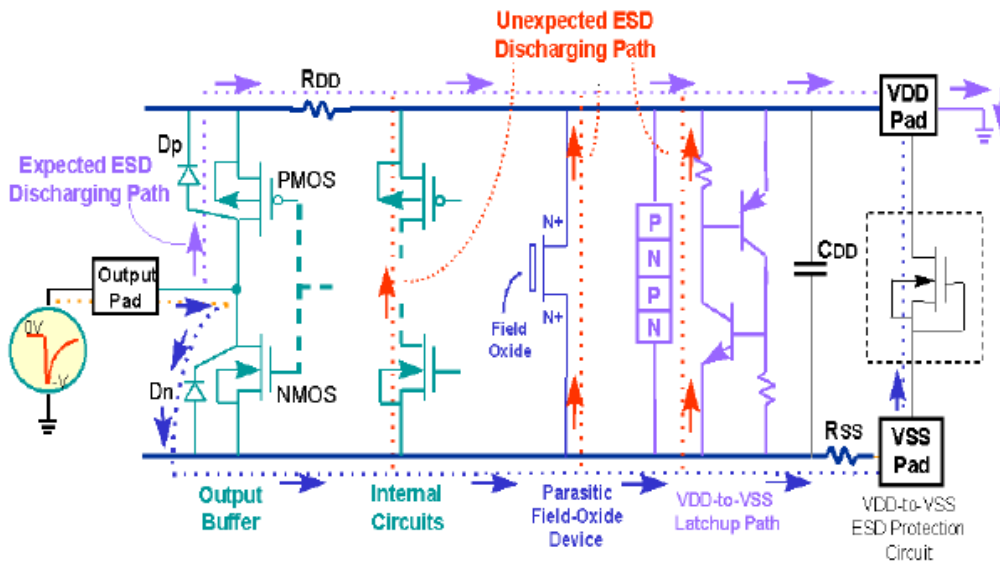 Unexpected ESD
Discharging Path
RDD
VDD
Pad
Dp
Expected ESD
Discharging Path
PMOS
N+
P
N
P
N
CDD
Output
Pad
0V
-V
Field
Oxide
N+
Dn
NMOS
RSS
VSS
Pad
Output
Buffer
Internal
Circuits
Parasitic
Field-Oxide
Device
VDD-to-VSS
Latchup Path
VDD-to-VSS
ESD Protection
Circuit